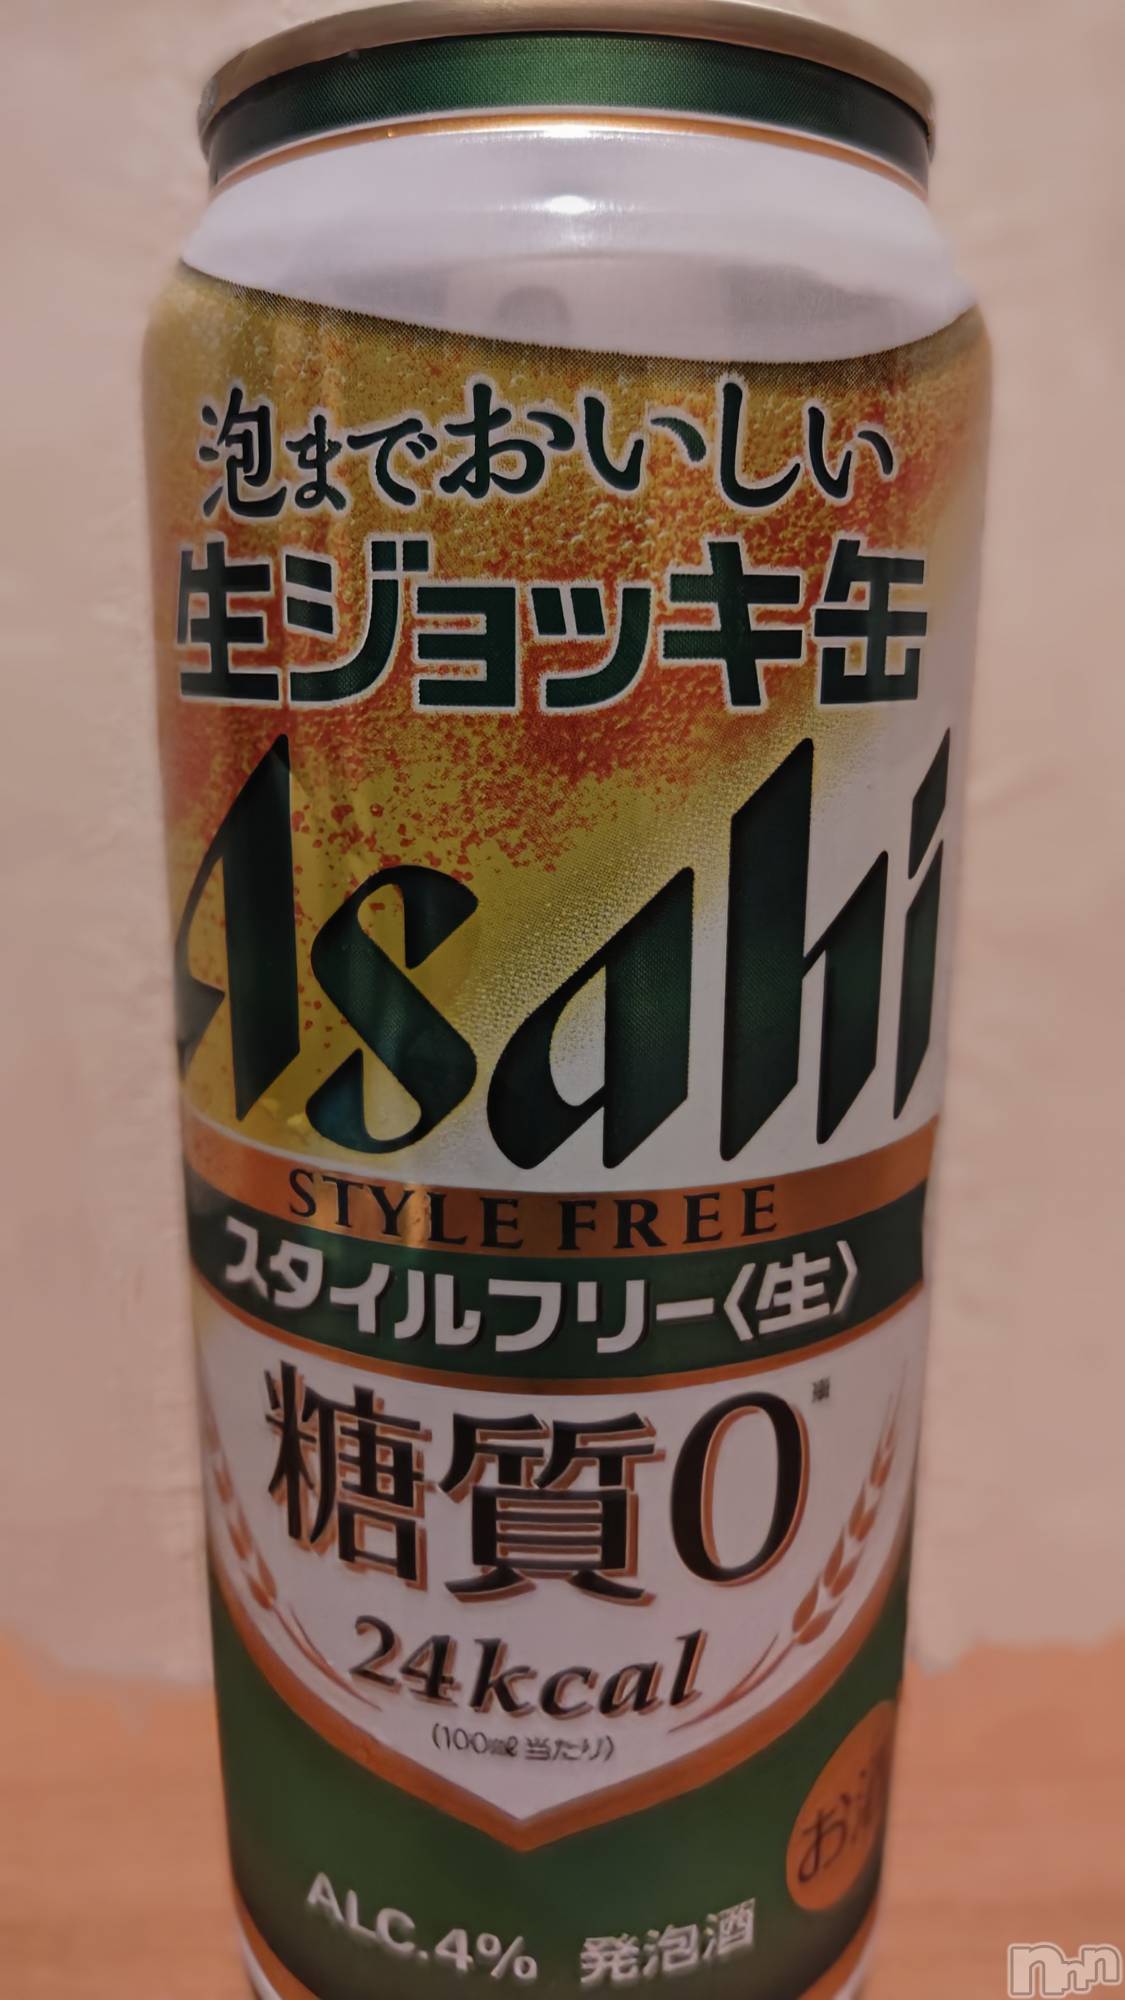 泡までおいしい
生ジョッキ缶
Asahi
STYLE FREE
スタイルフリー〈生〉
糖質0※
24kcal
(100ml当たり)
お酒
ALC.4% 発泡酒
nnn